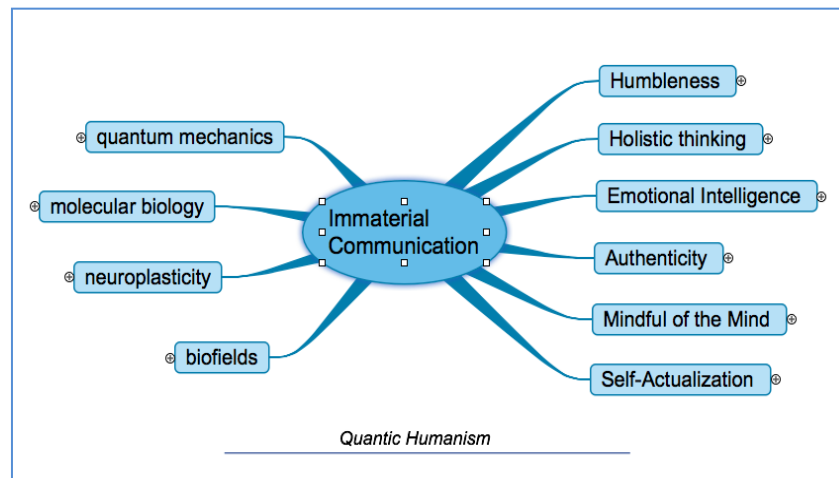 quantum mechanics
molecular biology
neuroplasticity
biofields
Immaterial
Communication
Humbleness
Holistic thinking
Emotional Intelligence
Authenticity
Mindful of the Mind
Self-Actualization
Quantic Humanism